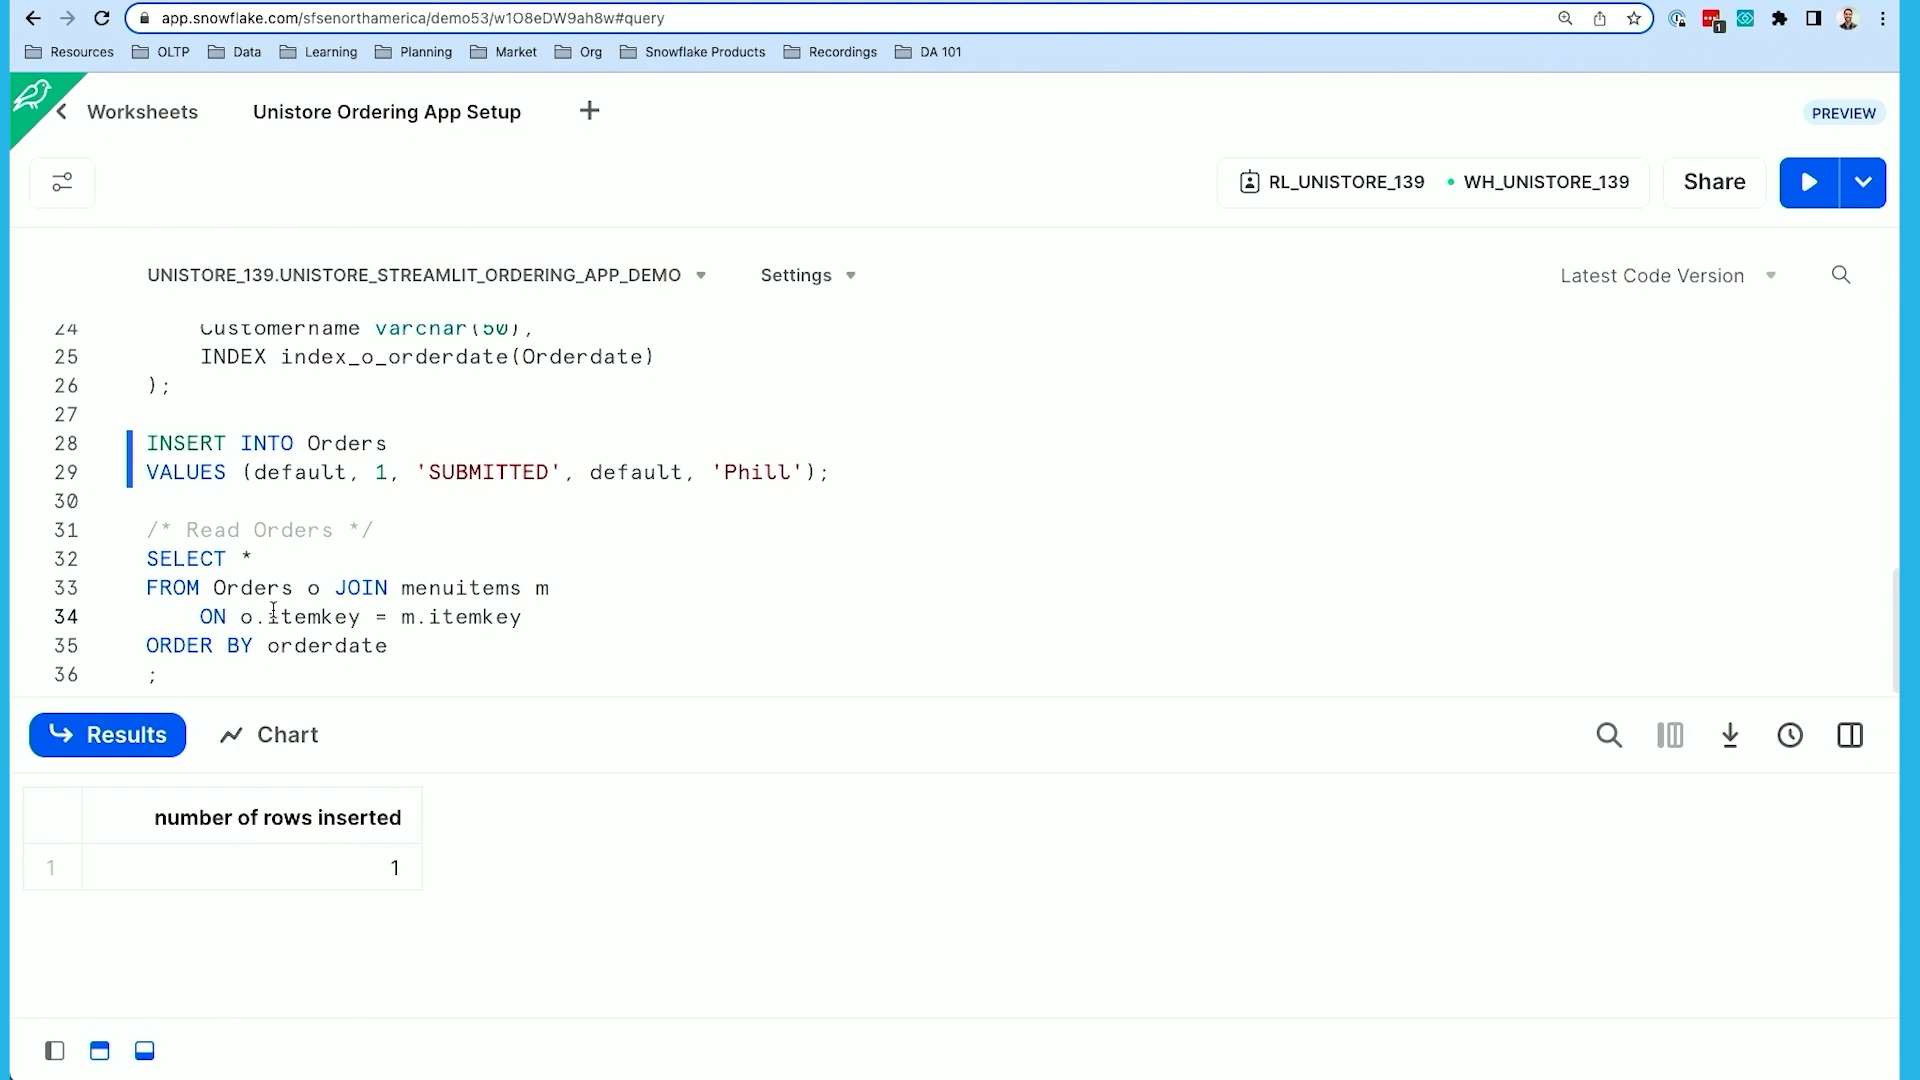 app.snowflake.com/sfsenorthamerica/demo53/w1O8eDW9ah8w#query
1
Resources OLTP Data Learning Planning Market Org Snowflake Products Recordings DA 101
Worksheets Unistore Ordering App Setup PREVIEW
RL_UNISTORE_139 WH_UNISTORE_139 Share
UNISTORE_139.UNISTORE_STREAMLIT_ORDERING_APP_DEMO Settings Latest Code Version
24 Customername varchar(50),
25 INDEX index_o_orderdate(Orderdate)
26 );
27
28 INSERT INTO Orders
29 VALUES (default, 1, 'SUBMITTED', default, 'Phill');
30
31 /* Read Orders */
32 SELECT *
33 FROM Orders o JOIN menuitems m
34 ON o.itemkey = m.itemkey
35 ORDER BY orderdate
36 ;
Results Chart
number of rows inserted
1 1